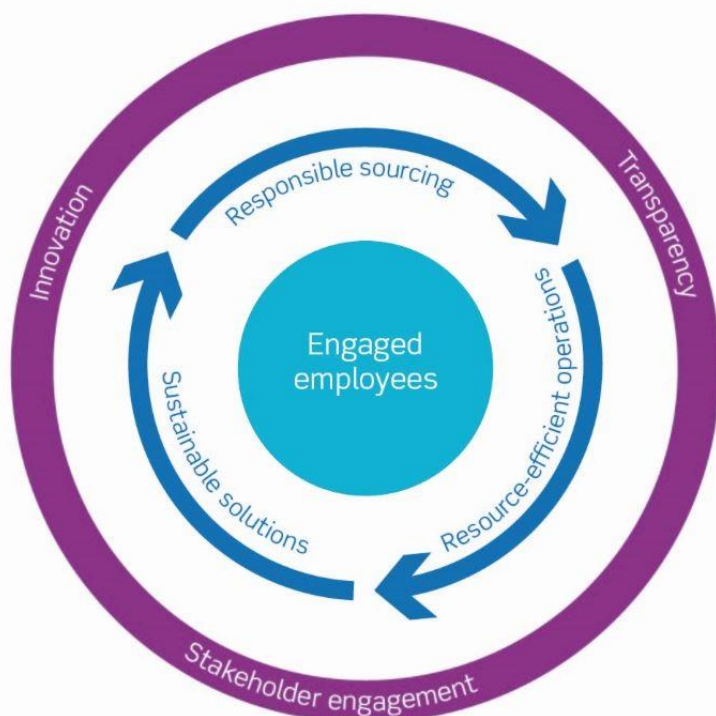 Innovation
Transparency
Responsible sourcing
Resource-efficient operations
Sustainable solutions
Engaged
employees
Stakeholder engagement